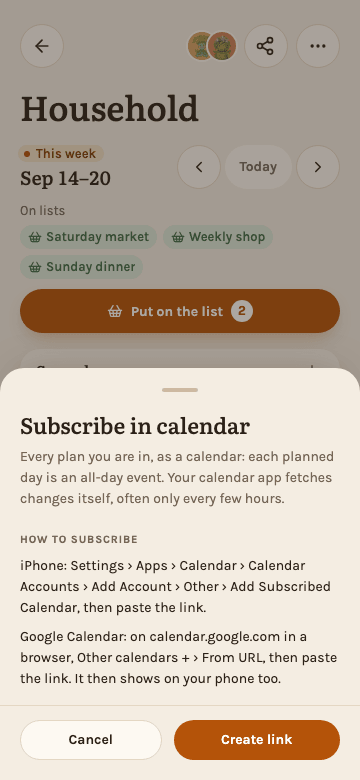 Household
This week
Sep 14–20
Today
On lists
Saturday market
Weekly shop
Sunday dinner
Put on the list 2
Subscribe in calendar
Every plan you are in, as a calendar: each planned
day is an all-day event. Your calendar app fetches
changes itself, often only every few hours.
HOW TO SUBSCRIBE
iPhone: Settings › Apps › Calendar › Calendar
Accounts › Add Account › Other › Add Subscribed
Calendar, then paste the link.
Google Calendar: on calendar.google.com in a
browser, Other calendars + › From URL, then paste
the link. It then shows on your phone too.
Cancel
Create link